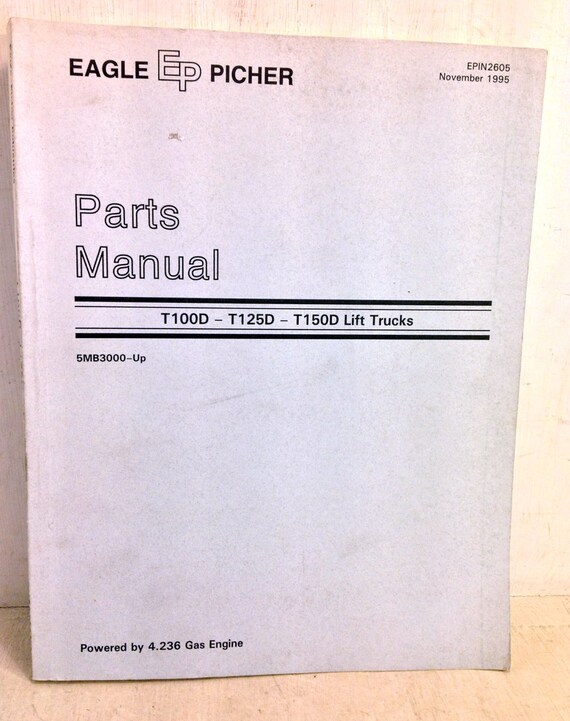 EAGLE EP PICHER
EPIN2605
November 1995
Parts
Manual
T100D – T125D – T150D Lift Trucks
5MB3000–Up
Powered by 4.236 Gas Engine